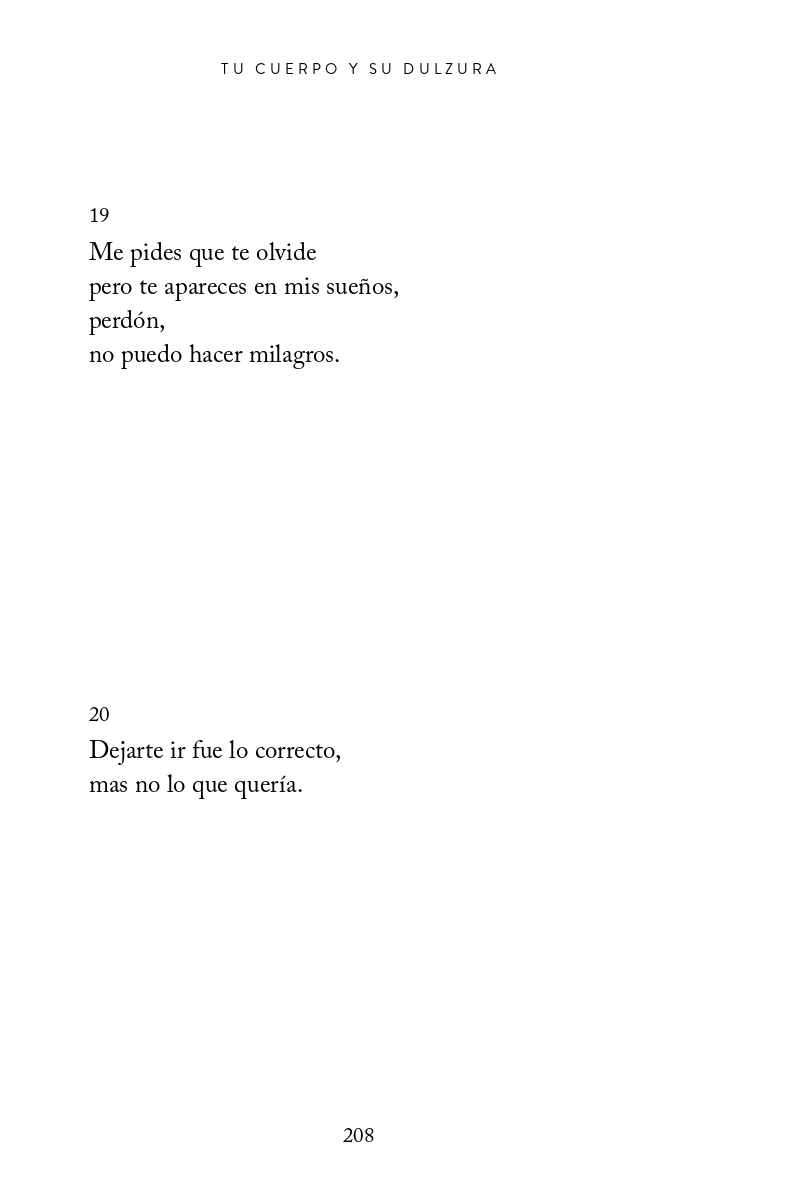 TU CUERPO Y SU DULZURA
19
Me pides que te olvide
pero te apareces en mis sueños,
perdón,
no puedo hacer milagros.
20
Dejarte ir fue lo correcto,
mas no lo que quería.
208